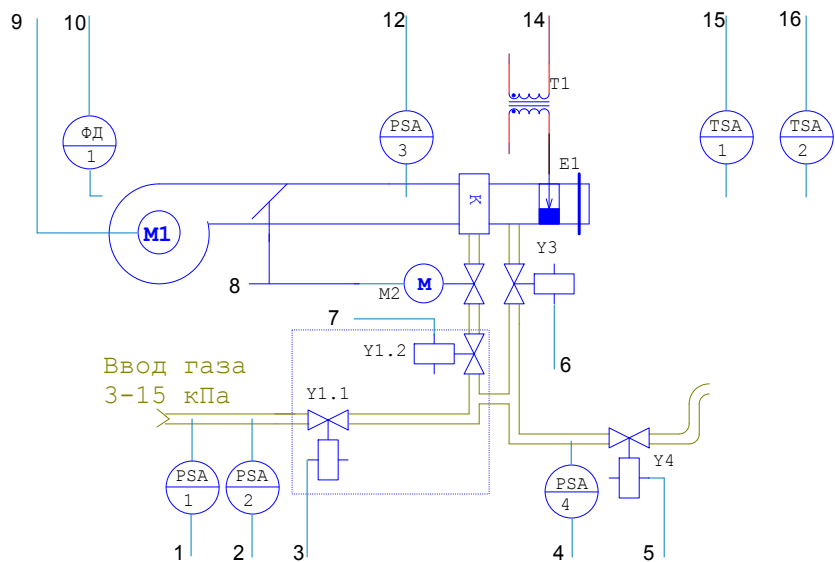 9 10 12 14 15 16
T1
ФД
1
PSA
3
TSA
1
TSA
2
E1
K
M1
Y3
8
M2
M
7
6
Y1.2
Ввод газа
3-15 кПа
Y1.1
PSA
1
PSA
2
PSA
4
Y4
1 2 3 4 5